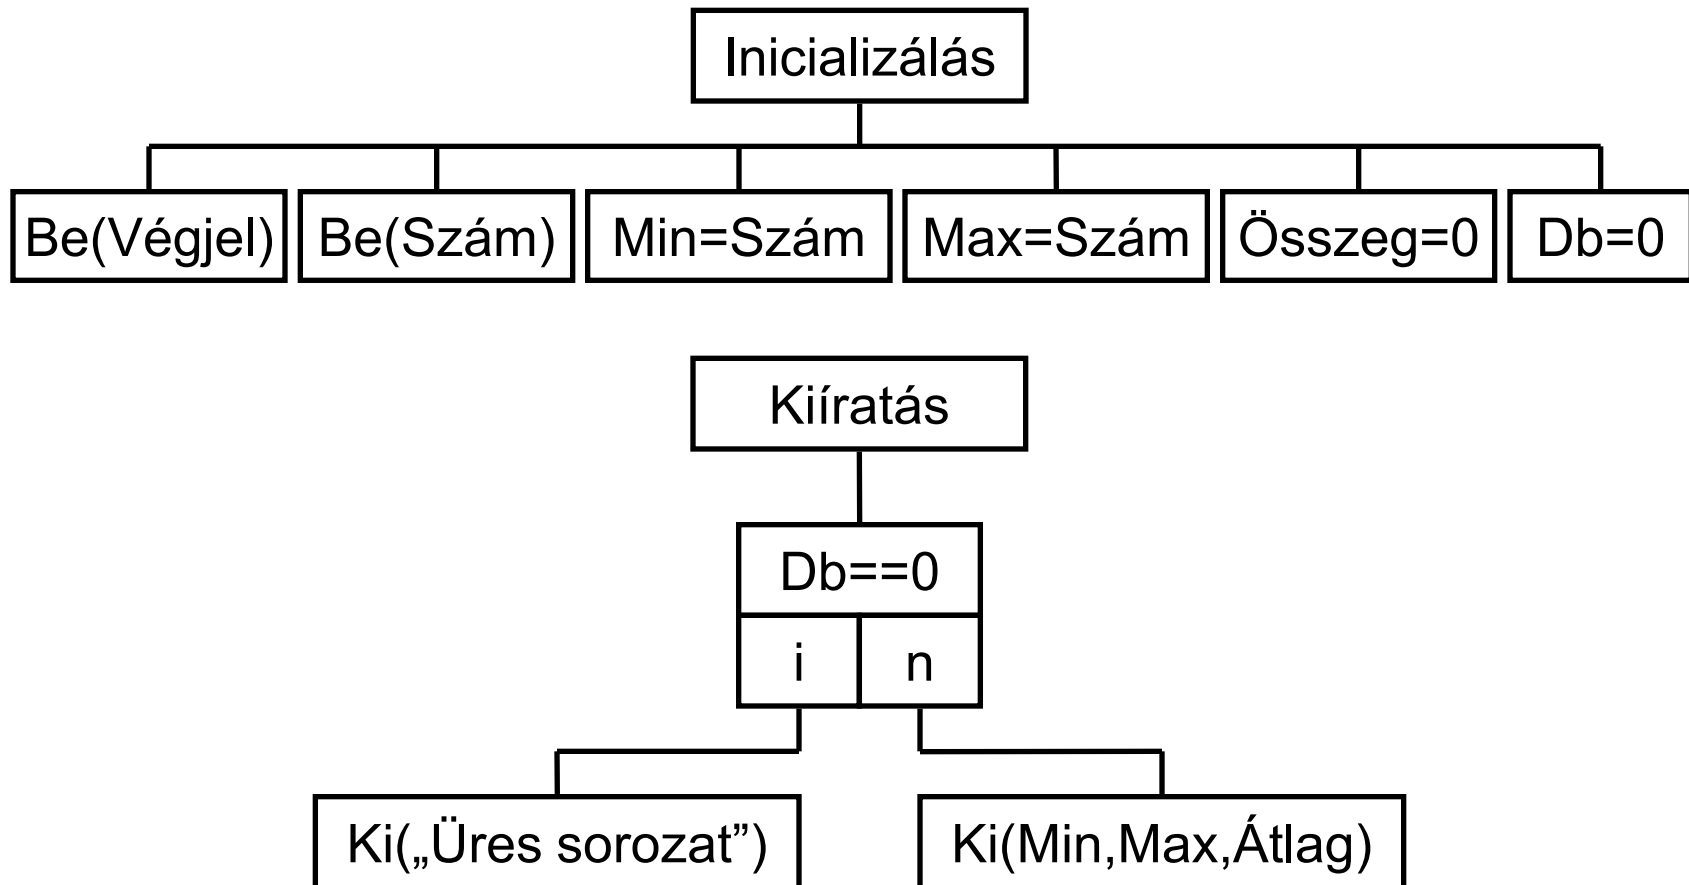 Inicializálás
Be(Végjel) Be(Szám) Min=Szám Max=Szám Összeg=0 Db=0
Kiíratás
Db==0
i n
Ki(„Üres sorozat”) Ki(Min,Max,Átlag)